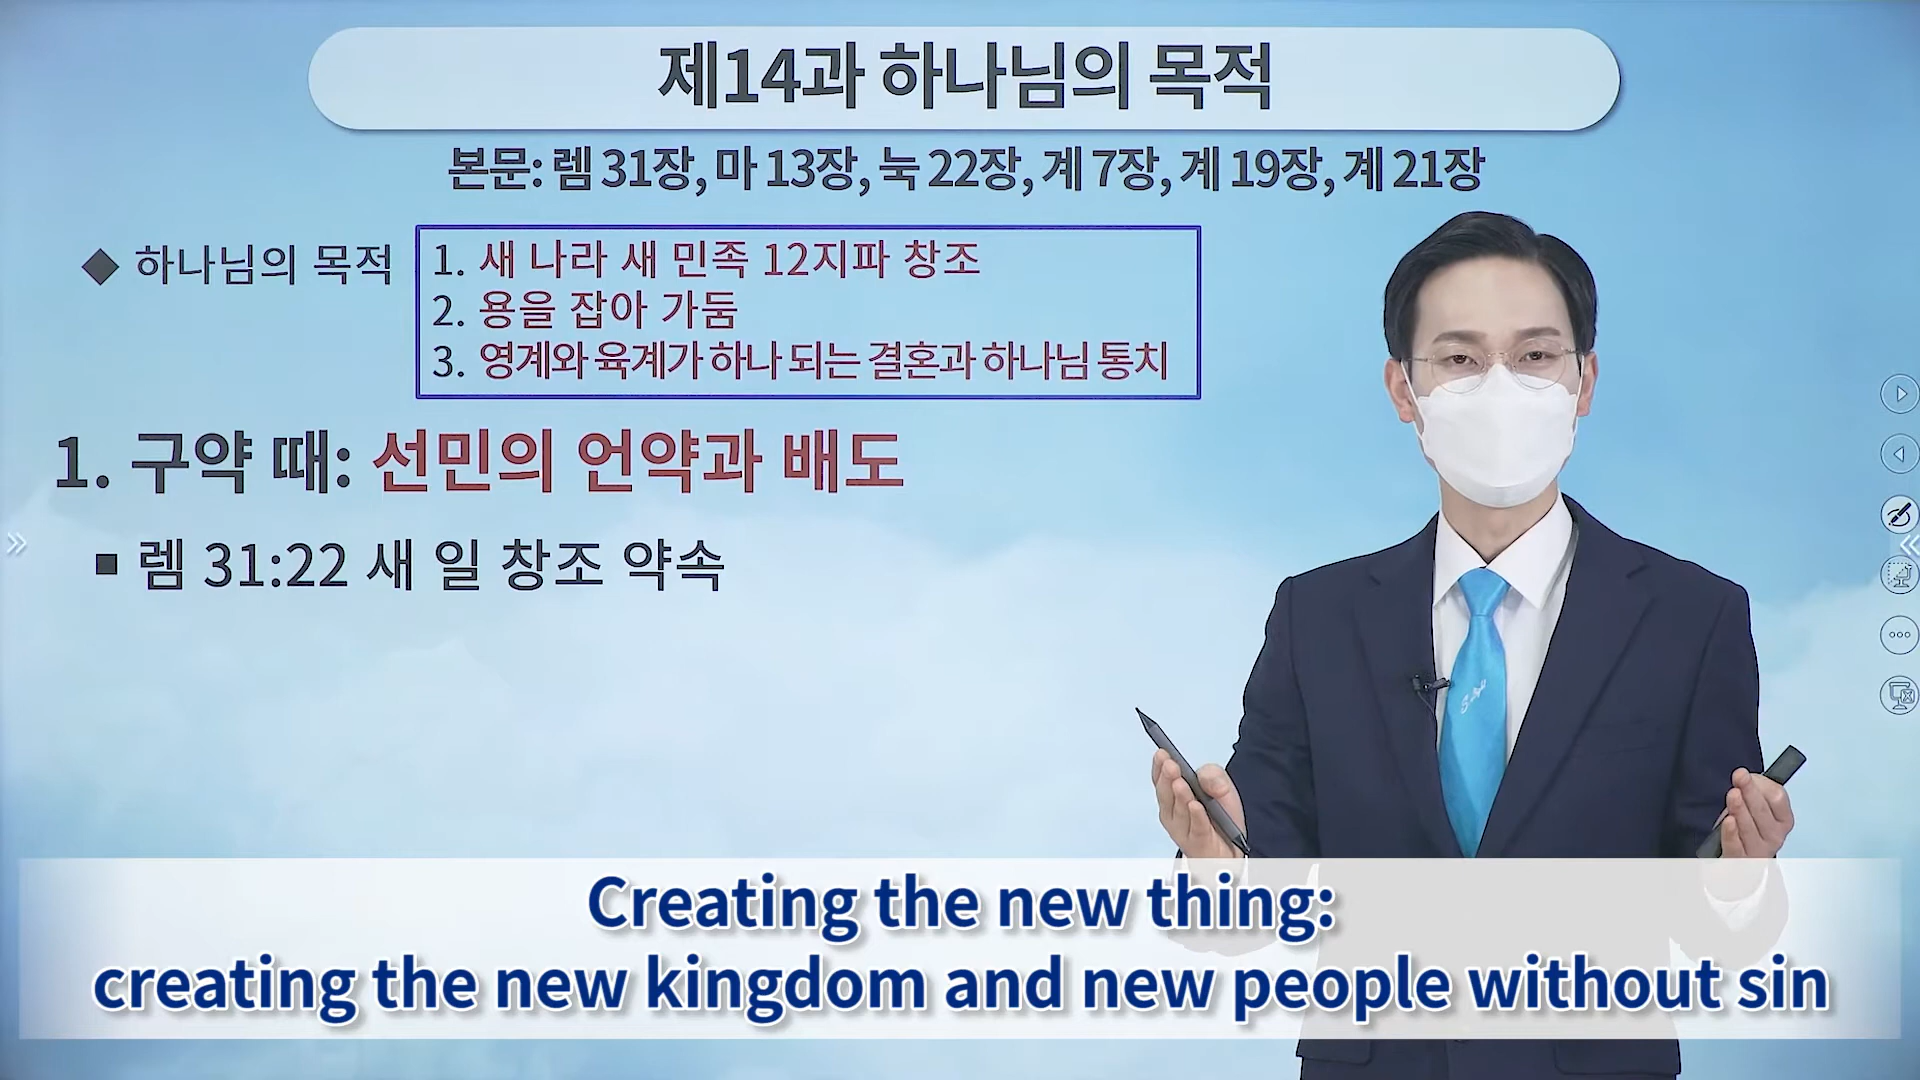 제14과 하나님의 목적
본문: 렘 31장, 마 13장, 눅 22장, 계 7장, 계 19장, 계 21장
◆ 하나님의 목적
1. 새 나라 새 민족 12지파 창조
2. 용을 잡아 가둠
3. 영계와 육계가 하나 되는 결혼과 하나님 통치
1. 구약 때: 선민의 언약과 배도
▪ 렘 31:22 새 일 창조 약속
Creating the new thing:
creating the new kingdom and new people without sin